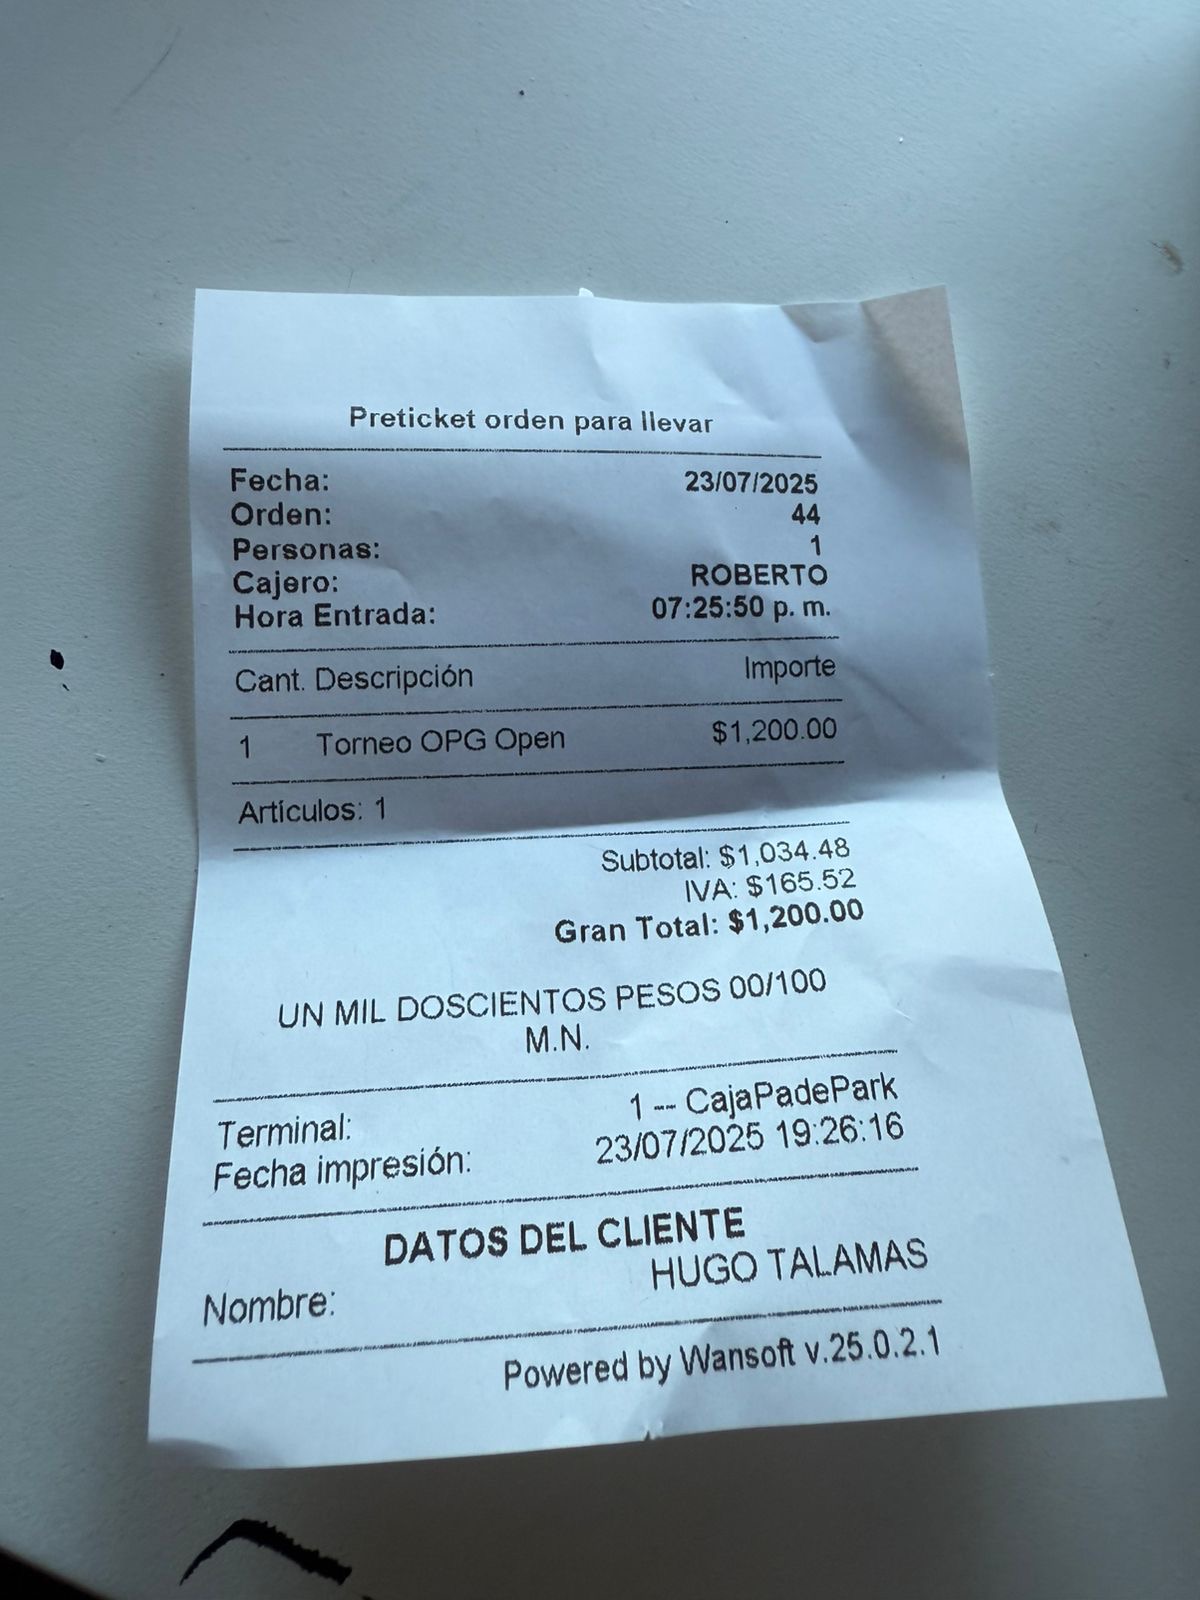 Preticket orden para llevar
Fecha: 23/07/2025
Orden: 44
Personas: 1
Cajero: ROBERTO
Hora Entrada: 07:25:50 p. m.
Cant. Descripción Importe
1 Torneo OPG Open $1,200.00
Artículos: 1
Subtotal: $1,034.48
IVA: $165.52
Gran Total: $1,200.00
UN MIL DOSCIENTOS PESOS 00/100
M.N.
Terminal: 1 -- CajaPadePark
Fecha impresión: 23/07/2025 19:26:16
DATOS DEL CLIENTE
Nombre: HUGO TALAMAS
Powered by Wansoft v.25.0.2.1